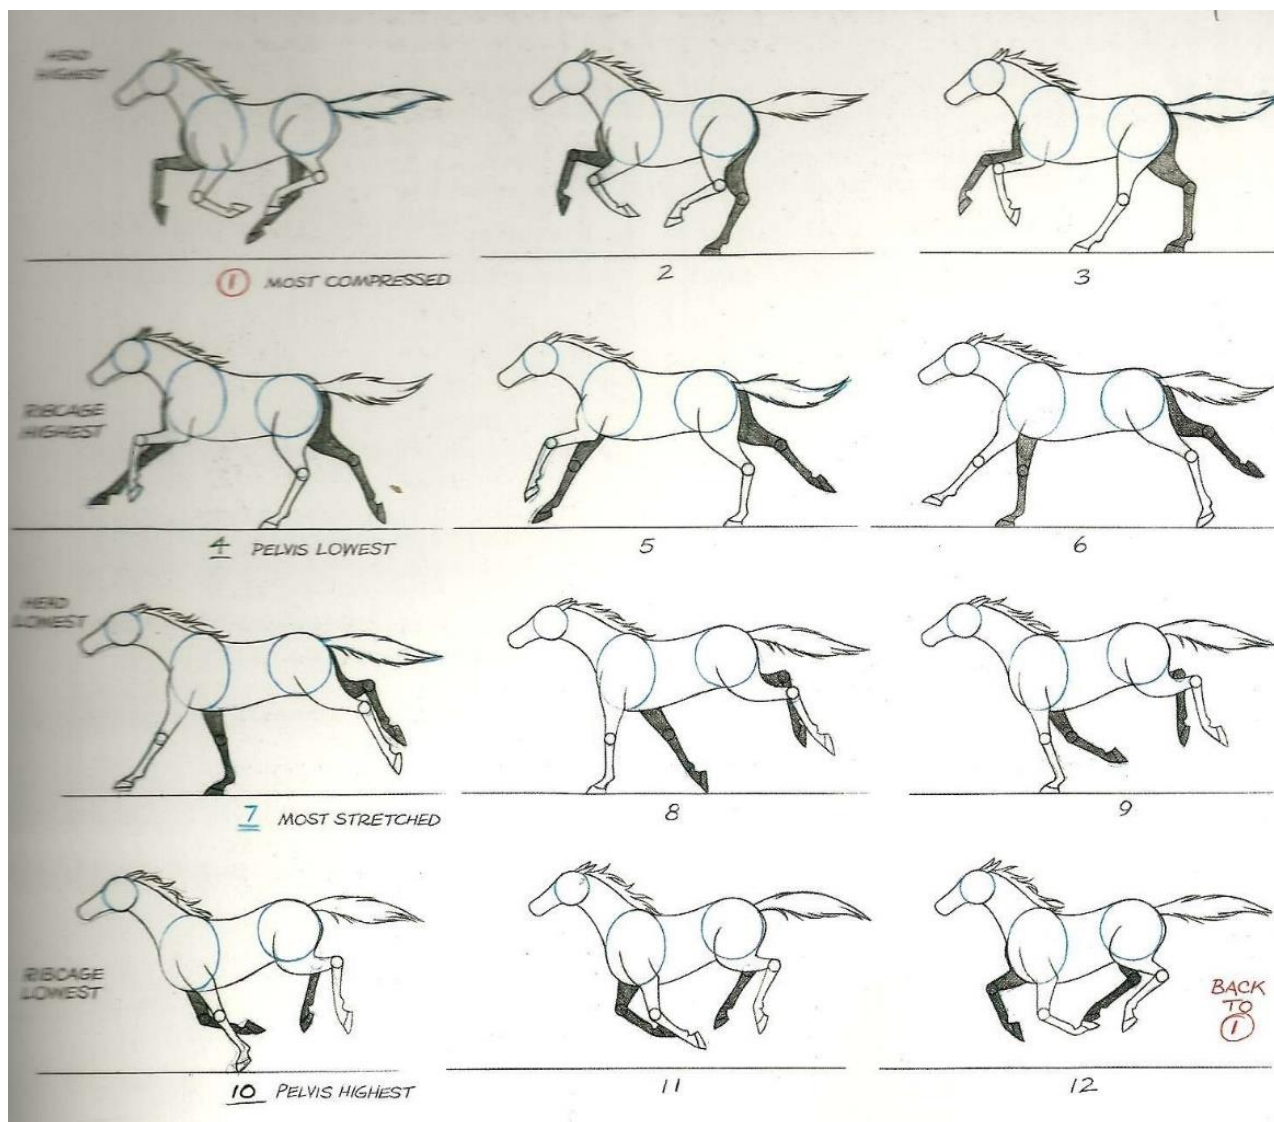 HEAD
HIGHEST
① MOST COMPRESSED
2
3
RIBCAGE
HIGHEST
4 PELVIS LOWEST
5
6
HEAD
LOWEST
7 MOST STRETCHED
8
9
RIBCAGE
LOWEST
BACK
TO
①
10 PELVIS HIGHEST
11
12